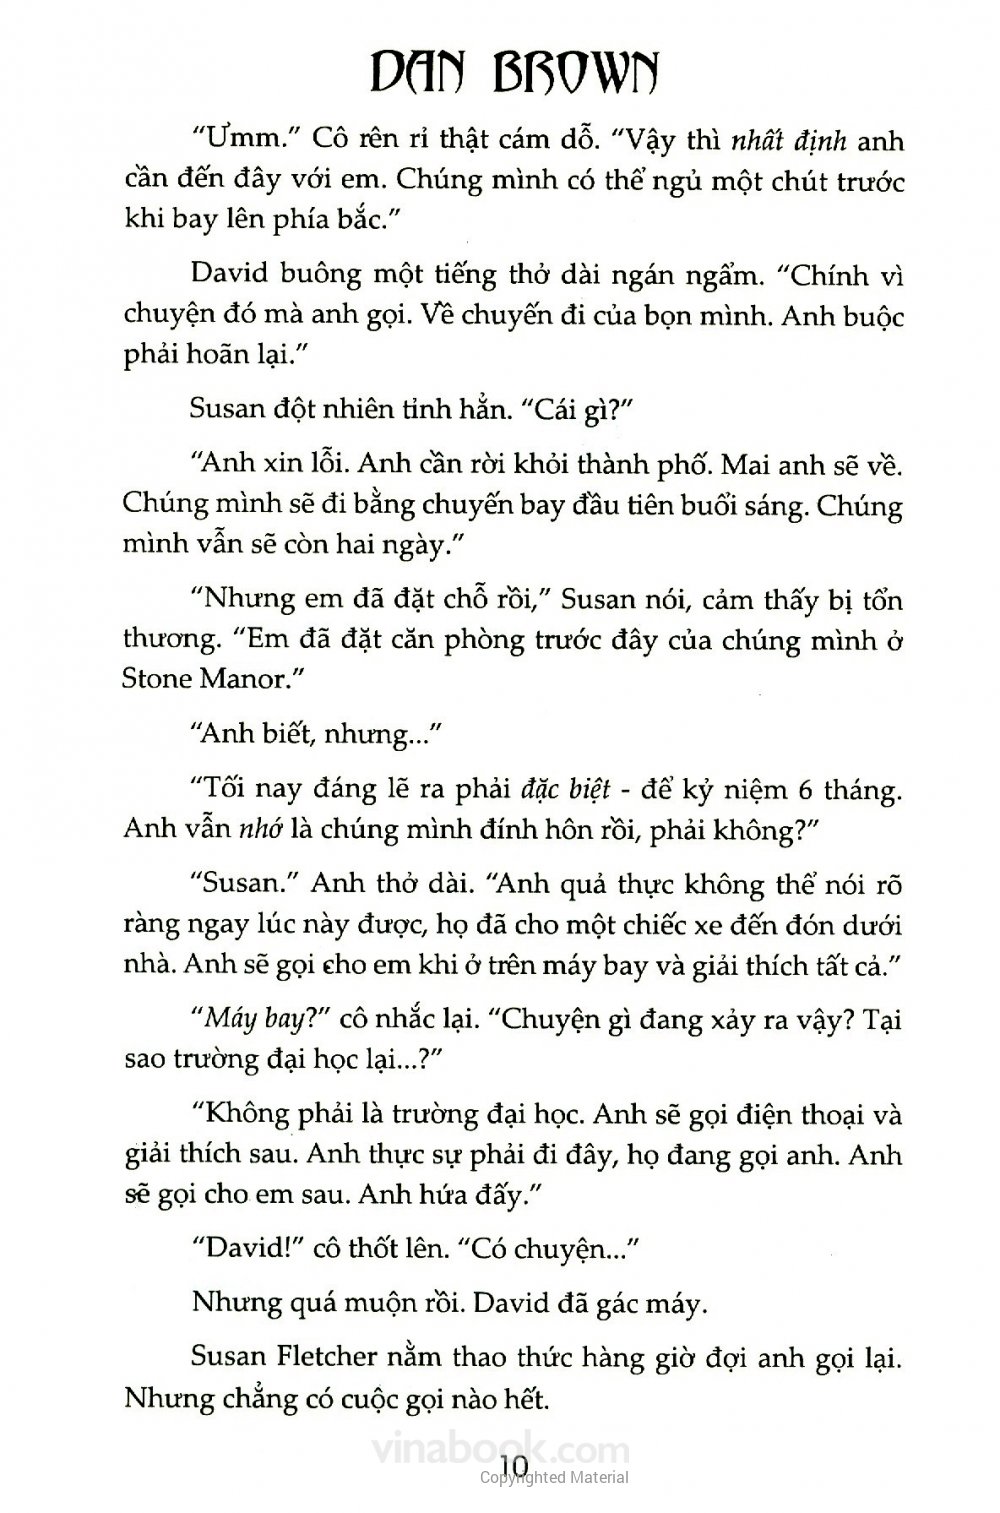 DAN BROWN
“Ưmm.” Cô rên rỉ thật cám dỗ. “Vậy thì nhất định anh
cần đến đây với em. Chúng mình có thể ngủ một chút trước
khi bay lên phía bắc.”
David buông một tiếng thở dài ngán ngẩm. “Chính vì
chuyện đó mà anh gọi. Về chuyến đi của bọn mình. Anh buộc
phải hoãn lại.”
Susan đột nhiên tỉnh hẳn. “Cái gì?”
“Anh xin lỗi. Anh cần rời khỏi thành phố. Mai anh sẽ về.
Chúng mình sẽ đi bằng chuyến bay đầu tiên buổi sáng. Chúng
mình vẫn sẽ còn hai ngày.”
“Nhưng em đã đặt chỗ rồi,” Susan nói, cảm thấy bị tổn
thương. “Em đã đặt căn phòng trước đây của chúng mình ở
Stone Manor.”
“Anh biết, nhưng...”
“Tối nay đáng lẽ ra phải đặc biệt - để kỷ niệm 6 tháng.
Anh vẫn nhớ là chúng mình đính hôn rồi, phải không?”
“Susan.” Anh thở dài. “Anh quả thực không thể nói rõ
ràng ngay lúc này được, họ đã cho một chiếc xe đến đón dưới
nhà. Anh sẽ gọi cho em khi ở trên máy bay và giải thích tất cả.”
“Máy bay?” cô nhắc lại. “Chuyện gì đang xảy ra vậy? Tại
sao trường đại học lại...?”
“Không phải là trường đại học. Anh sẽ gọi điện thoại và
giải thích sau. Anh thực sự phải đi đây, họ đang gọi anh. Anh
sẽ gọi cho em sau. Anh hứa đấy.”
“David!” cô thốt lên. “Có chuyện...”
Nhưng quá muộn rồi. David đã gác máy.
Susan Fletcher nằm thao thức hàng giờ đợi anh gọi lại.
Nhưng chẳng có cuộc gọi nào hết.
vinabook.com
10
Copyrighted Material